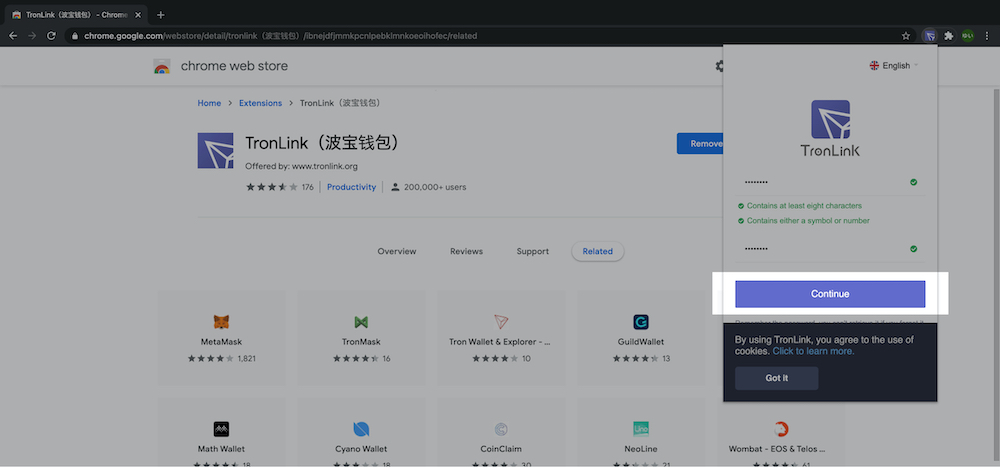 TronLink（波宝钱包） - Chrome
chrome.google.com/webstore/detail/tronlink（波宝钱包）/ibnejdfjmmkpcnlpebklmnkoeoihofec/related
chrome web store
Home > Extensions > TronLink（波宝钱包）
TronLink（波宝钱包）
Offered by: www.tronlink.org
176 | Productivity | 200,000+ users
Remove
Overview Reviews Support Related
MetaMask
1,821
TronMask
16
Tron Wallet & Explorer - ...
10
GuildWallet
13
Math Wallet
18
Cyano Wallet
24
CoinClaim
30
NeoLine
21
Wombat - EOS & Telos ...
61
English
TronLink
Contains at least eight characters
Contains either a symbol or number
Continue
By using TronLink, you agree to the use of
cookies. Click to learn more.
Got it